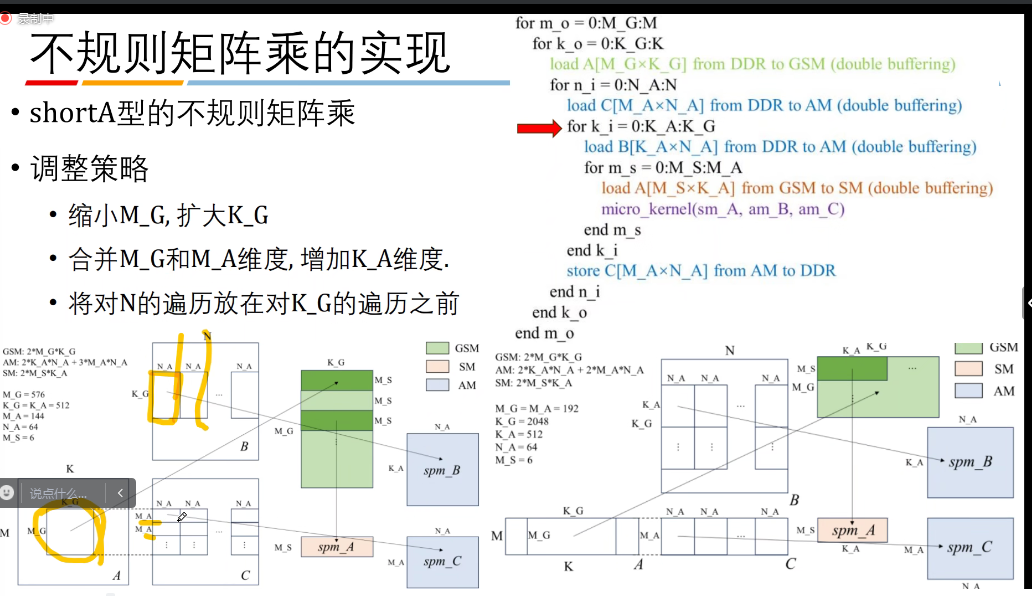 录制中
不规则矩阵乘的实现
• shortA型的不规则矩阵乘
• 调整策略
• 缩小M_G, 扩大K_G
• 合并M_G和M_A维度, 增加K_A维度.
• 将对N的遍历放在对K_G的遍历之前
for m_o = 0:M_G:M
for k_o = 0:K_G:K
load A[M_G×K_G] from DDR to GSM (double buffering)
for n_i = 0:N_A:N
load C[M_A×N_A] from DDR to AM (double buffering)
for k_i = 0:K_A:K_G
load B[K_A×N_A] from DDR to AM (double buffering)
for m_s = 0:M_S:M_A
load A[M_S×K_A] from GSM to SM (double buffering)
micro_kernel(sm_A, am_B, am_C)
end m_s
end k_i
store C[M_A×N_A] from AM to DDR
end n_i
end k_o
end m_o
GSM: 2*M_G*K_G
AM: 2*K_A*N_A + 3*M_A*N_A
SM: 2*M_S*K_A
M_G = 576
K_G = K_A = 512
M_A = 144
N_A = 64
M_S = 6
N
N_A N_A ... N_A
K_G
B
K
K_G
M
M_G
A
N_A N_A ... N_A
M_A
M_A
⋮ ⋮ ⋮
C
K_G
M_S
M_S
M_S
M_G
⋮
GSM
SM
AM
N_A
K_A
spm_B
M_S
spm_A
N_A
M_A
spm_C
说点什么...
GSM: 2*M_G*K_G
AM: 2*K_A*N_A + 2*M_A*N_A
SM: 2*M_S*K_A
M_G = M_A = 192
K_G = 2048
K_A = 512
N_A = 64
M_S = 6
N
N_A N_A ... N_A
K_A
K_G
⋮ ⋮ ⋮
B
K_G
M
M_G
K
A
N_A N_A N_A
M_A
...
C
K_A K_G
M_S
M_G
...
⋮
GSM
SM
AM
N_A
K_A
spm_B
M_S
spm_A
K_A
M_A
spm_C
N_A